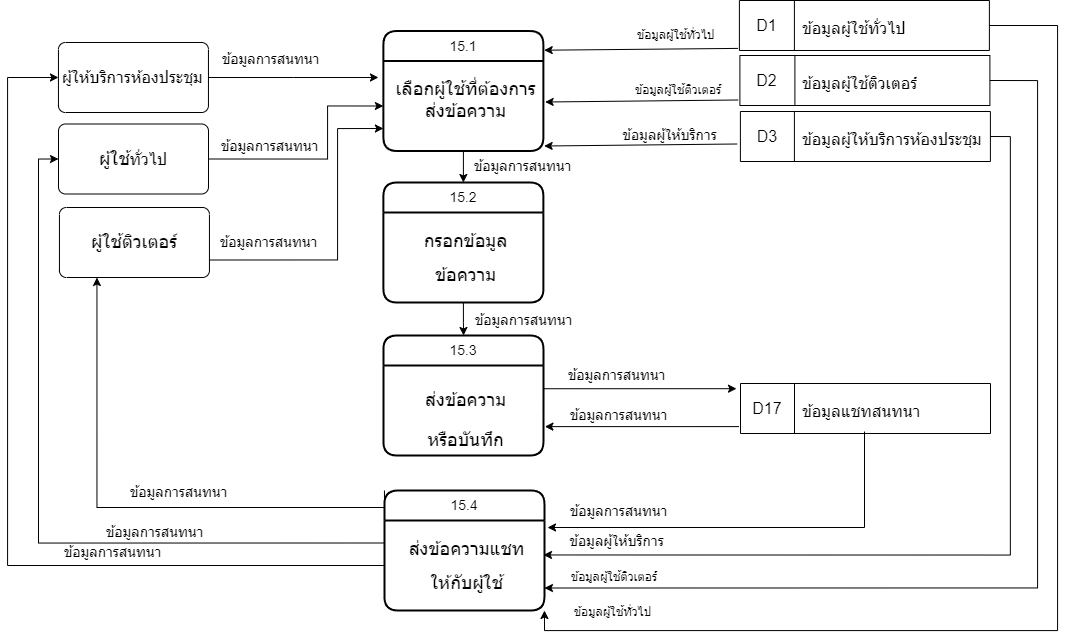 D1
ข้อมูลผู้ใช้ทั่วไป
15.1
ข้อมูลผู้ใช้ทั่วไป
ผู้ให้บริการห้องประชุม
ข้อมูลการสนทนา
เลือกผู้ใช้ที่ต้องการ
ส่งข้อความ
ข้อมูลผู้ใช้ติวเตอร์
D2
ข้อมูลผู้ใช้ติวเตอร์
ข้อมูลผู้ให้บริการ
D3
ข้อมูลผู้ให้บริการห้องประชุม
ผู้ใช้ทั่วไป
ข้อมูลการสนทนา
ข้อมูลการสนทนา
15.2
ผู้ใช้ติวเตอร์
ข้อมูลการสนทนา
กรอกข้อมูล
ข้อความ
ข้อมูลการสนทนา
15.3
ส่งข้อความ
หรือบันทึก
ข้อมูลการสนทนา
ข้อมูลการสนทนา
D17
ข้อมูลแชทสนทนา
ข้อมูลการสนทนา
15.4
ข้อมูลการสนทนา
ข้อมูลการสนทนา
ข้อมูลการสนทนา
ส่งข้อความแชท
ให้กับผู้ใช้
ข้อมูลผู้ให้บริการ
ข้อมูลผู้ใช้ติวเตอร์
ข้อมูลผู้ใช้ทั่วไป